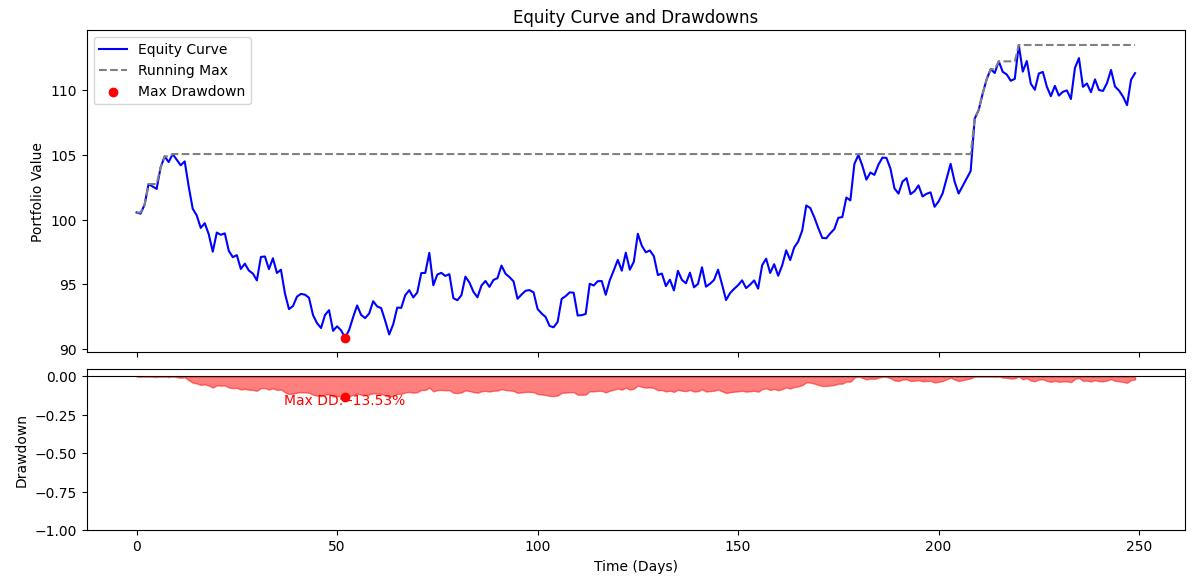 Equity Curve and Drawdowns
Equity Curve
Running Max
Max Drawdown
Portfolio Value
110
105
100
95
90
Drawdown
0.00
−0.25
−0.50
−0.75
−1.00
Max DD: -13.53%
0
50
100
150
200
250
Time (Days)